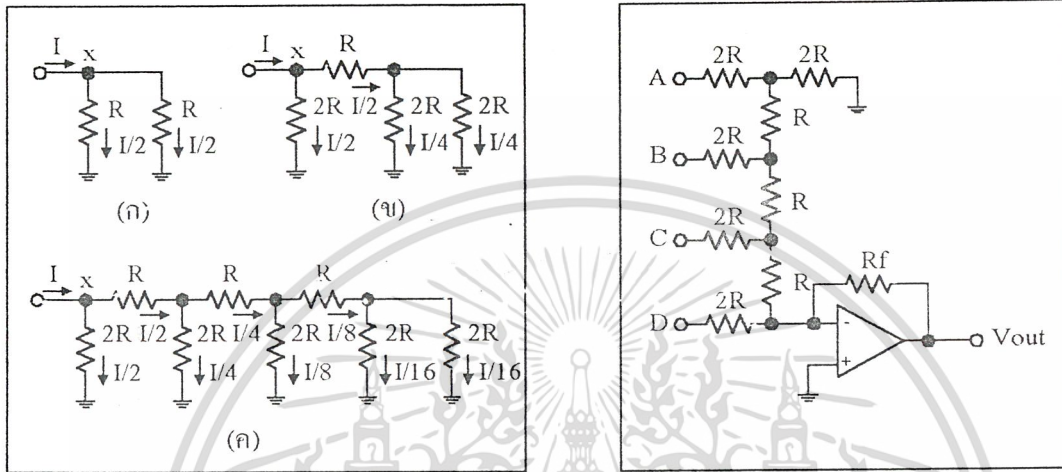 I x
R R
I/2 I/2
(ก)
I x R
I/2
2R 2R 2R
I/2 I/4 I/4
(ข)
I x R R R
2R I/2 2R I/4 2R I/8 2R 2R
I/2 I/4 I/8 I/16 I/16
(ค)
2R 2R
A
R
2R
B
R
2R
C
R Rf
2R
D - Vout
+